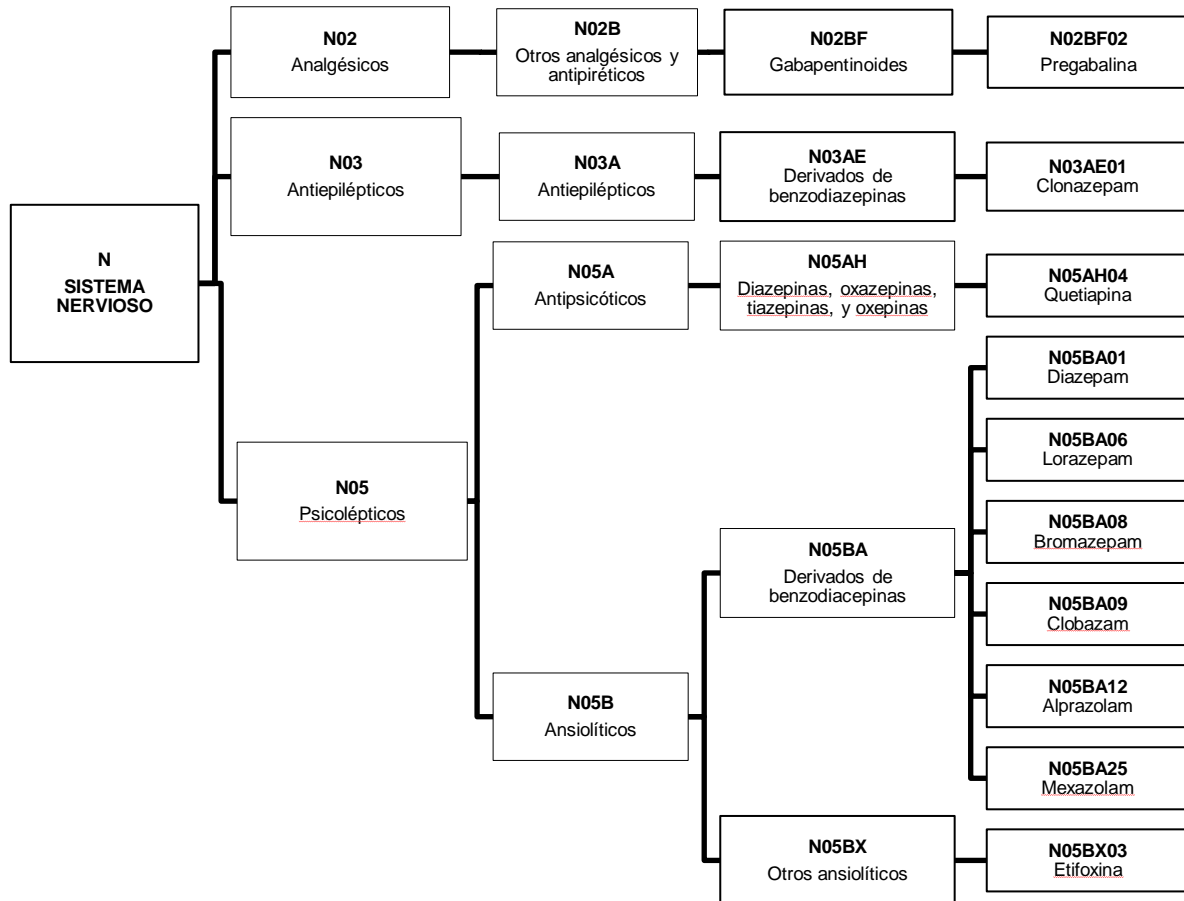 N
SISTEMA
NERVIOSO
N02
Analgésicos
N02B
Otros analgésicos y
antipiréticos
N02BF
Gabapentinoides
N02BF02
Pregabalina
N03
Antiepilépticos
N03A
Antiepilépticos
N03AE
Derivados de
benzodiazepinas
N03AE01
Clonazepam
N05
Psicolépticos
N05A
Antipsicóticos
N05AH
Diazepinas, oxazepinas,
tiazepinas, y oxepinas
N05AH04
Quetiapina
N05B
Ansiolíticos
N05BA
Derivados de
benzodiacepinas
N05BA01
Diazepam
N05BA06
Lorazepam
N05BA08
Bromazepam
N05BA09
Clobazam
N05BA12
Alprazolam
N05BA25
Mexazolam
N05BX
Otros ansiolíticos
N05BX03
Etifoxina